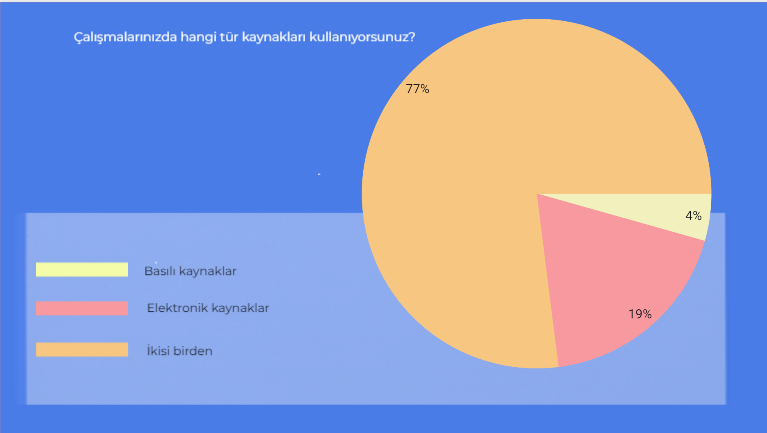 Çalışmalarınızda hangi tür kaynakları kullanıyorsunuz?
77%
4%
19%
Basılı kaynaklar
Elektronik kaynaklar
İkisi birden